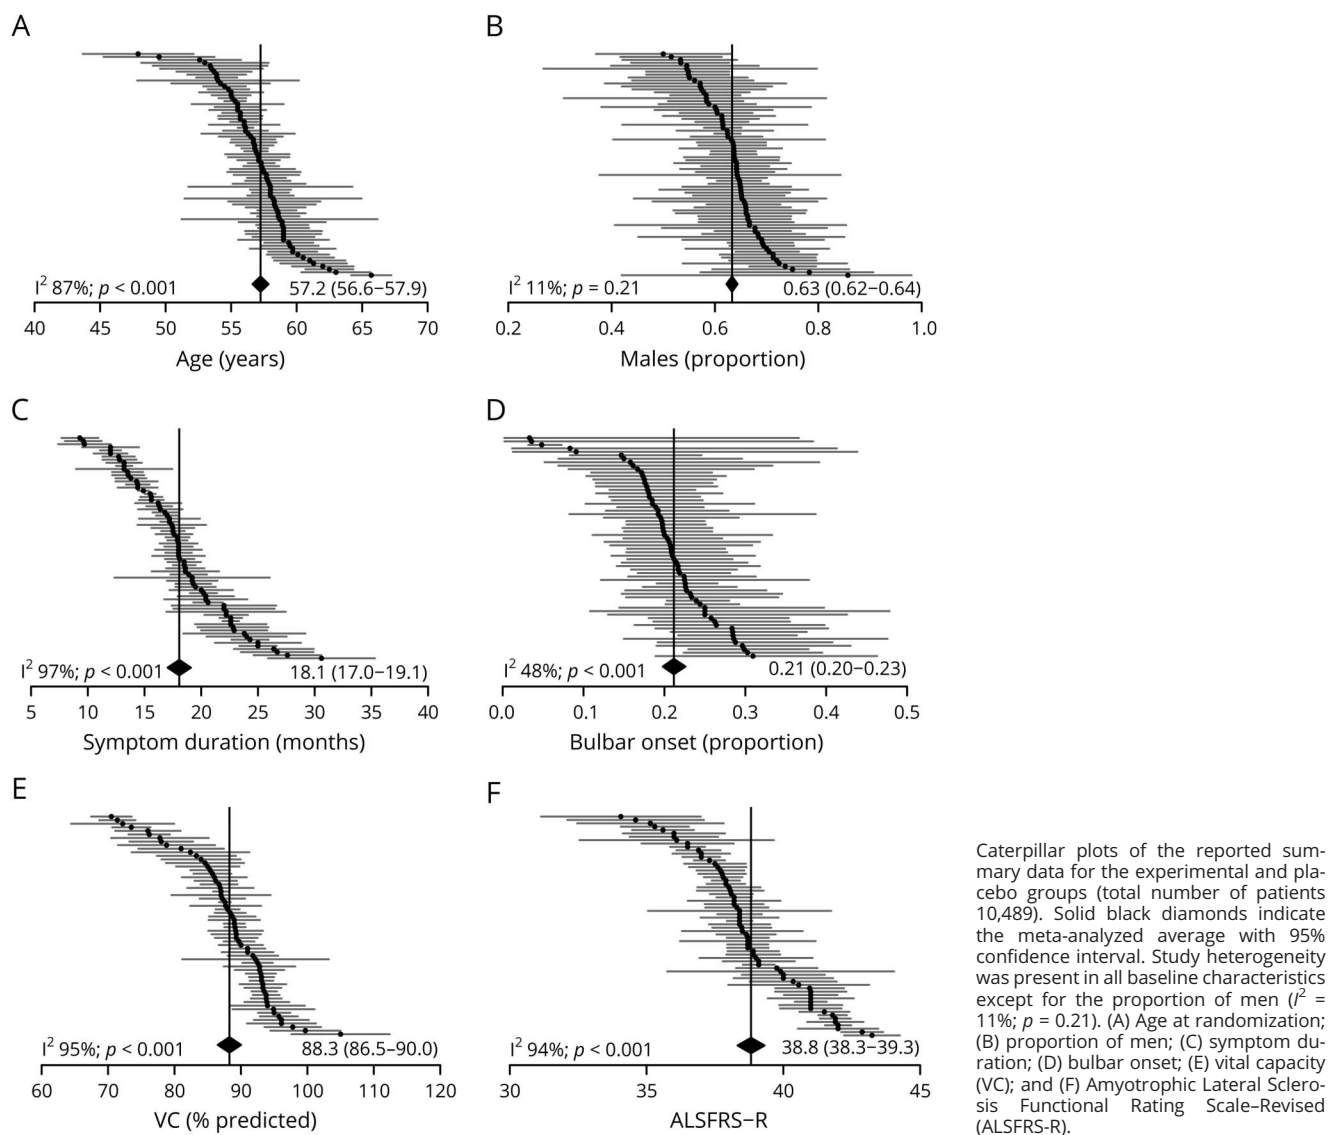 A
I² 87%; p < 0.001
57.2 (56.6−57.9)
40 45 50 55 60 65 70
Age (years)
B
I² 11%; p = 0.21
0.63 (0.62−0.64)
0.2 0.4 0.6 0.8 1.0
Males (proportion)
C
I² 97%; p < 0.001
18.1 (17.0−19.1)
5 10 15 20 25 30 35 40
Symptom duration (months)
D
I² 48%; p < 0.001
0.21 (0.20−0.23)
0.0 0.1 0.2 0.3 0.4 0.5
Bulbar onset (proportion)
E
I² 95%; p < 0.001
88.3 (86.5−90.0)
60 70 80 90 100 110 120
VC (% predicted)
F
I² 94%; p < 0.001
38.8 (38.3−39.3)
30 35 40 45
ALSFRS−R
Caterpillar plots of the reported sum-
mary data for the experimental and pla-
cebo groups (total number of patients
10,489). Solid black diamonds indicate
the meta-analyzed average with 95%
confidence interval. Study heterogeneity
was present in all baseline characteristics
except for the proportion of men (I² =
11%; p = 0.21). (A) Age at randomization;
(B) proportion of men; (C) symptom du-
ration; (D) bulbar onset; (E) vital capacity
(VC); and (F) Amyotrophic Lateral Sclero-
sis Functional Rating Scale–Revised
(ALSFRS-R).